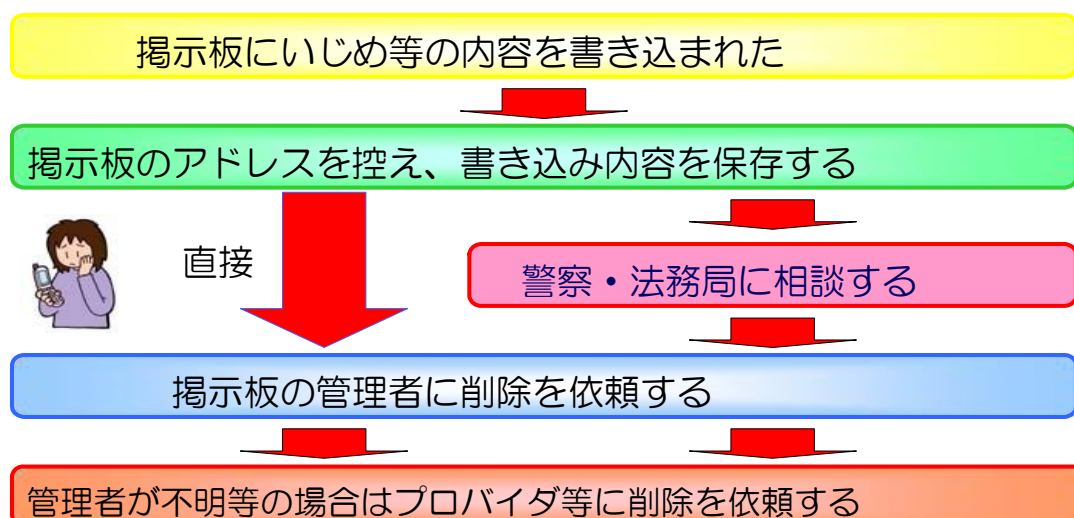 掲示板にいじめ等の内容を書き込まれた
掲示板のアドレスを控え、書き込み内容を保存する
直接
警察・法務局に相談する
掲示板の管理者に削除を依頼する
管理者が不明等の場合はプロバイダ等に削除を依頼する